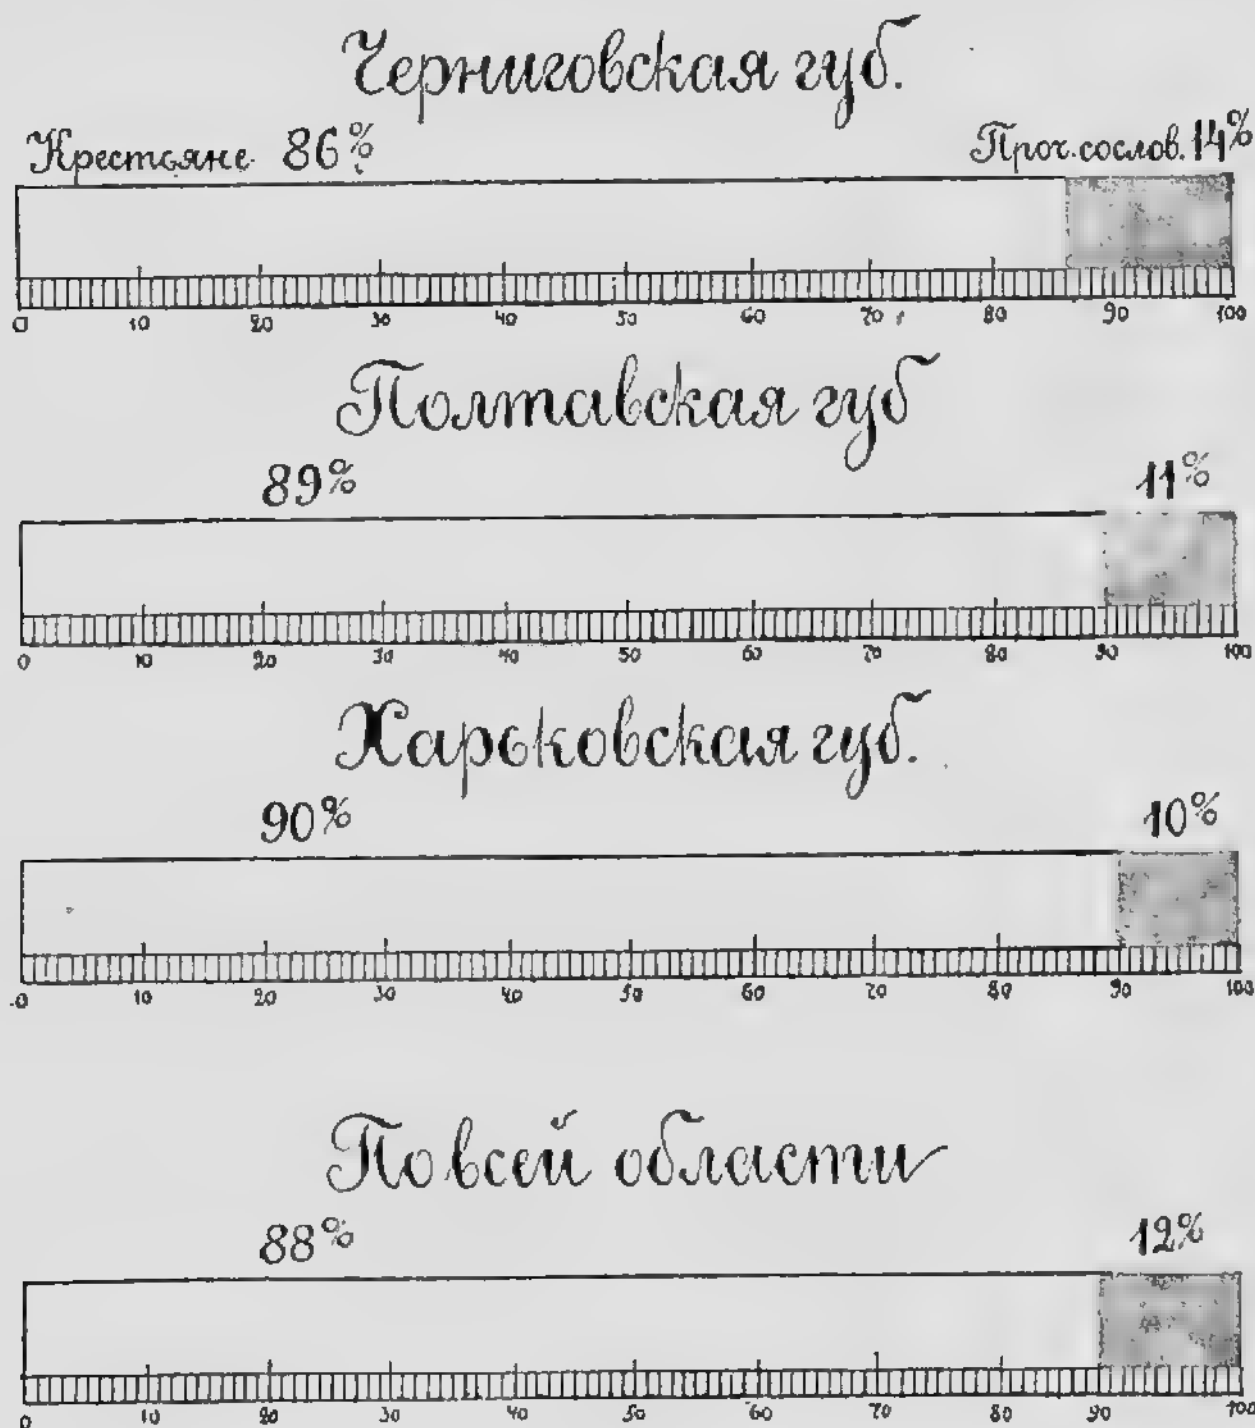 Черниговская губ.
Крестьяне 86% Проч. сослов. 14%
0 10 20 30 40 50 60 70 80 90 100
Полтавская губ
89% 11%
0 10 20 30 40 50 60 70 80 90 100
Харьковская губ.
90% 10%
0 10 20 30 40 50 60 70 80 90 100
По всей области
88% 12%
0 10 20 30 40 50 60 70 80 90 100